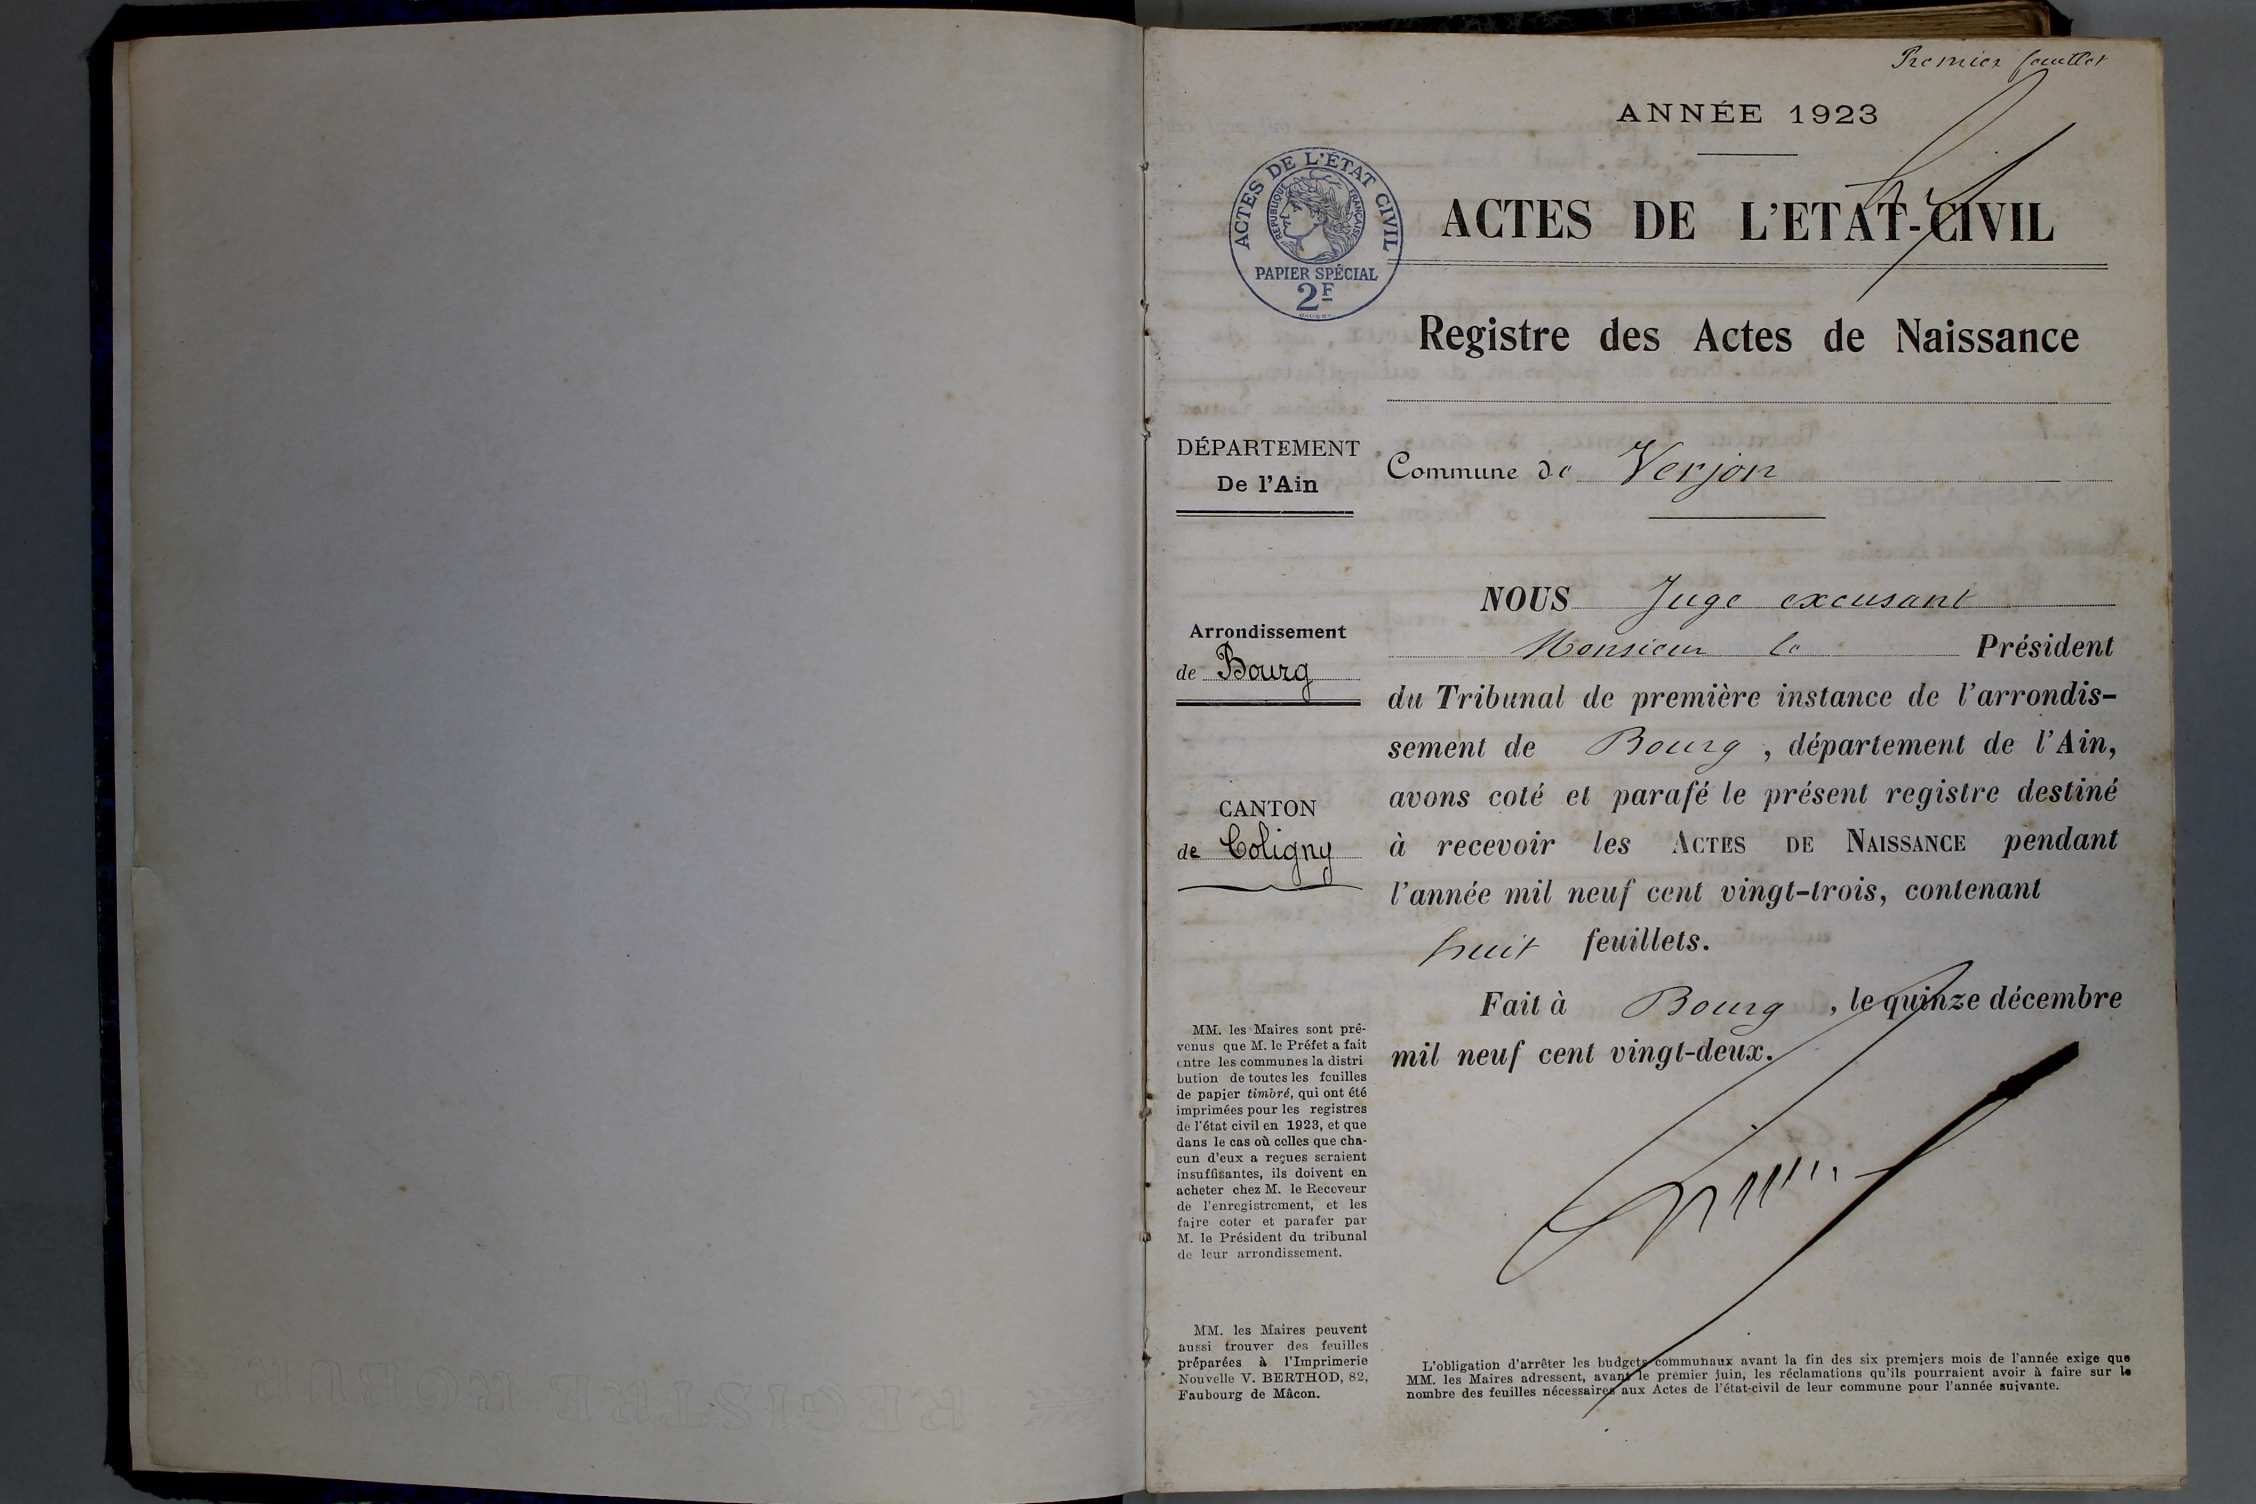 Premier feuillet
ANNÉE 1923
ACTES DE L'ÉTAT CIVIL
RÉPUBLIQUE FRANÇAISE
PAPIER SPÉCIAL
2F
ACTES DE L'ETAT-CIVIL
Registre des Actes de Naissance
DÉPARTEMENT
De l'Ain
Commune de Verjon
Arrondissement
de Bourg
CANTON
de Coligny
NOUS Juge excusant
Monsieur le Président
du Tribunal de première instance de l'arrondis-
sement de Bourg, département de l'Ain,
avons coté et parafé le présent registre destiné
à recevoir les ACTES DE NAISSANCE pendant
l'année mil neuf cent vingt-trois, contenant
huit feuillets.
Fait à Bourg, le quinze décembre
mil neuf cent vingt-deux.
MM. les Maires sont pré-
venus que M. le Préfet a fait
entre les communes la distri
bution de toutes les feuilles
de papier timbré, qui ont été
imprimées pour les registres
de l'état civil en 1923, et que
dans le cas où celles que cha-
cun d'eux a reçues seraient
insuffisantes, ils doivent en
acheter chez M. le Receveur
de l'enregistrement, et les
faire coter et parafer par
M. le Président du tribunal
de leur arrondissement.
MM. les Maires peuvent
aussi trouver des feuilles
préparées à l'Imprimerie
Nouvelle V. BERTHOD, 82,
Faubourg de Mâcon.
L'obligation d'arrêter les budgets communaux avant la fin des six premiers mois de l'année exige que
MM. les Maires adressent, avant le premier juin, les réclamations qu'ils pourraient avoir à faire sur le
nombre des feuilles nécessaires aux Actes de l'état-civil de leur commune pour l'année suivante.